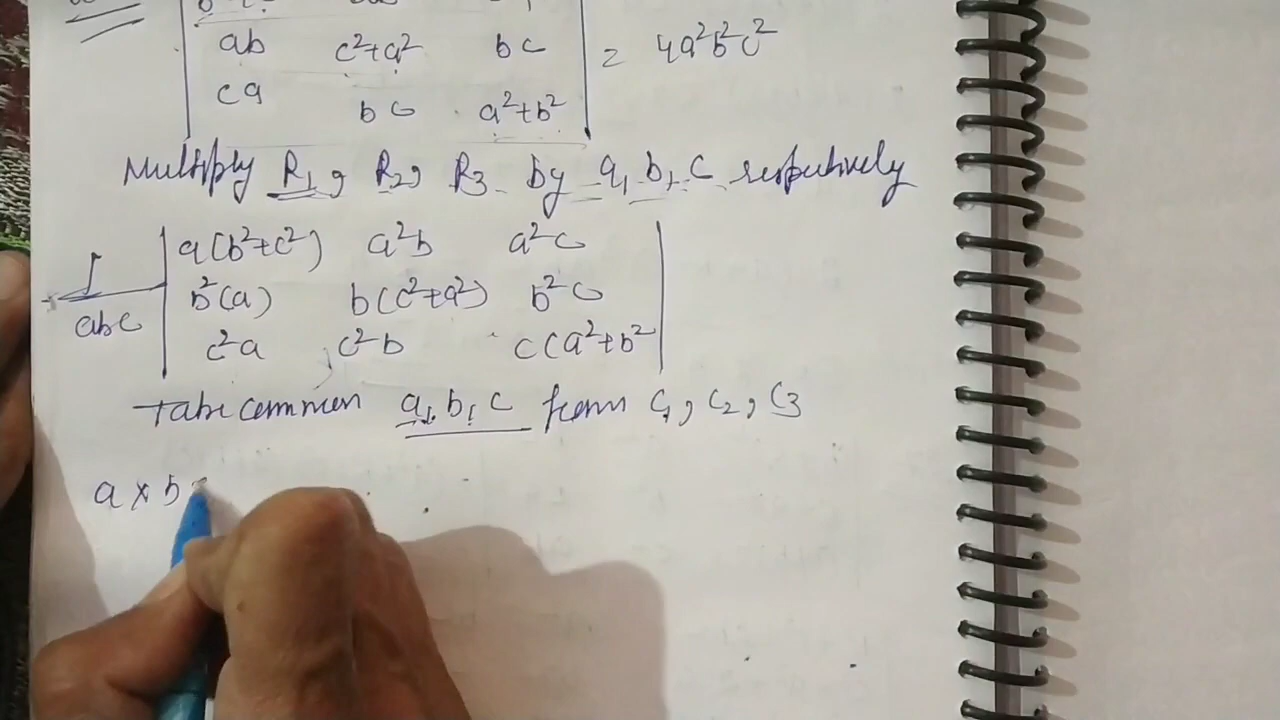 ab c²+a² bc = 4a²b²c²
ca bc a²+b²
Multiply R₁, R₂, R₃ by a, b, c respectively
1/abc | a(b²+c²) a²b a²c |
b²(a) b(c²+a²) b²c
c²a c²b c(a²+b²)
Take common a, b, c from C₁, C₂, C₃
a × b